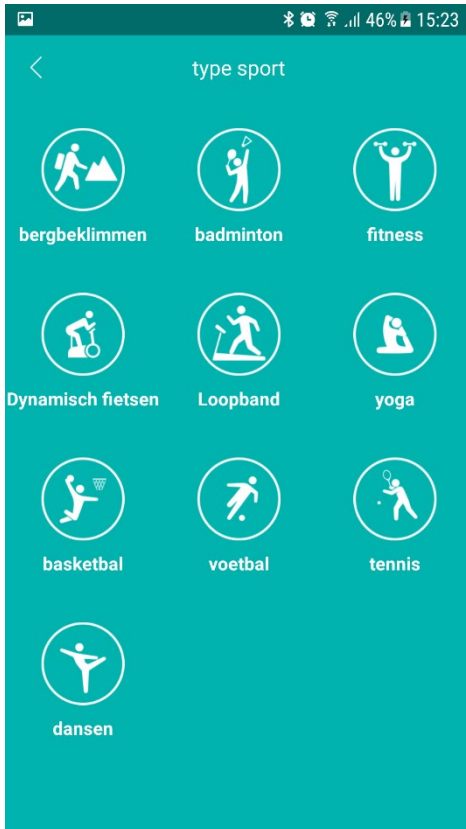 46% 15:23
type sport
bergbeklimmen badminton fitness
Dynamisch fietsen Loopband yoga
basketbal voetbal tennis
dansen